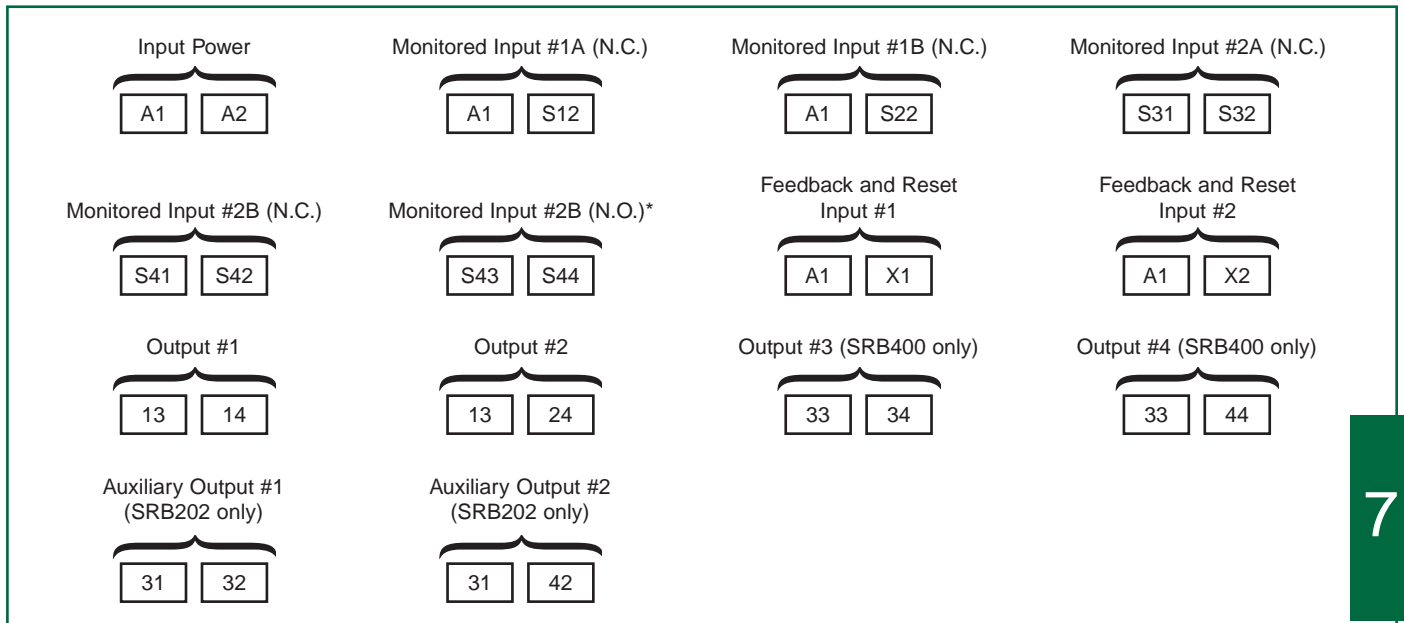 Input Power
Monitored Input #1A (N.C.)
Monitored Input #1B (N.C.)
Monitored Input #2A (N.C.)
A1 A2
A1 S12
A1 S22
S31 S32
Monitored Input #2B (N.C.)
Monitored Input #2B (N.O.)*
Feedback and Reset
Input #1
Feedback and Reset
Input #2
S41 S42
S43 S44
A1 X1
A1 X2
Output #1
Output #2
Output #3 (SRB400 only)
Output #4 (SRB400 only)
13 14
13 24
33 34
33 44
Auxiliary Output #1
(SRB202 only)
Auxiliary Output #2
(SRB202 only)
31 32
31 42
7